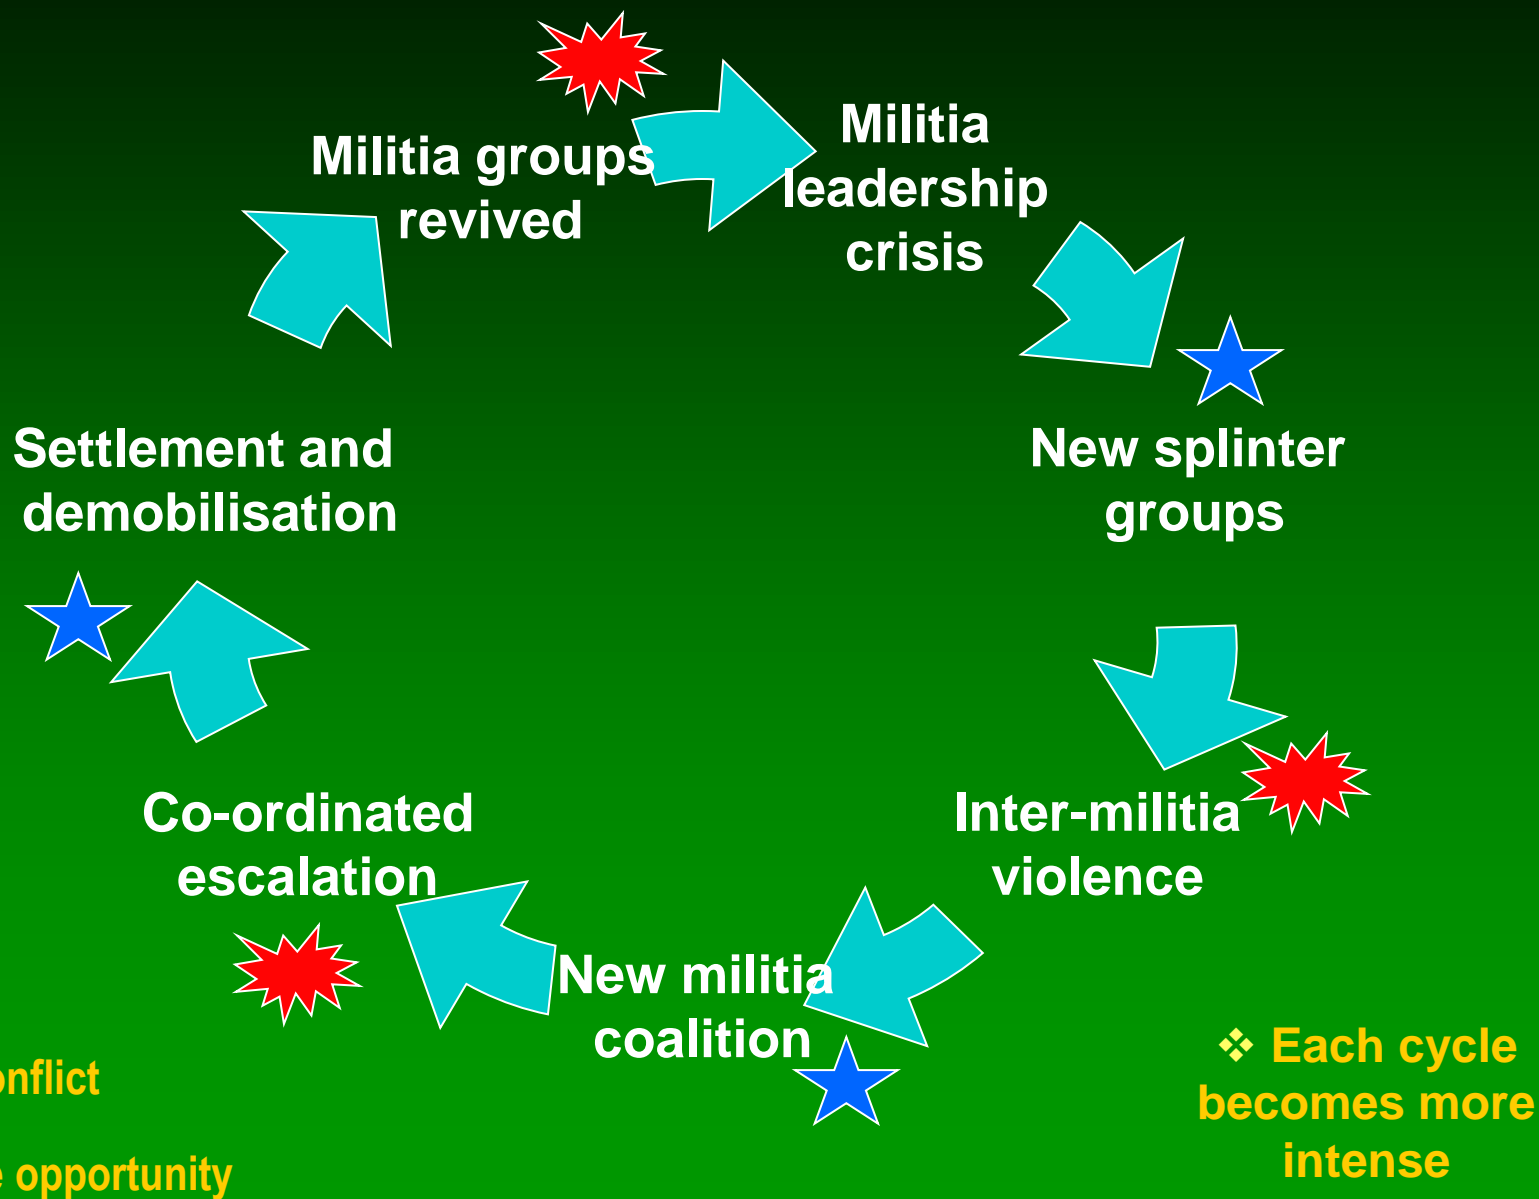 Militia groups
revived
Militia
leadership
crisis
New splinter
groups
Inter-militia
violence
New militia
coalition
Co-ordinated
escalation
Settlement and
demobilisation
opportunity
❖ Each cycle
becomes more
intense